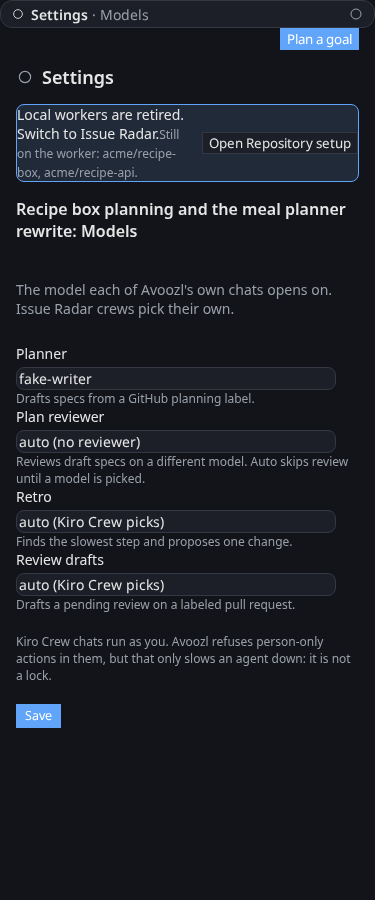 Settings · Models
Plan a goal
Settings
Local workers are retired.
Switch to Issue Radar.Still
on the worker: acme/recipe-
box, acme/recipe-api.
Open Repository setup
Recipe box planning and the meal planner
rewrite: Models
The model each of Avoozl's own chats opens on.
Issue Radar crews pick their own.
Planner
fake-writer
Drafts specs from a GitHub planning label.
Plan reviewer
auto (no reviewer)
Reviews draft specs on a different model. Auto skips review
until a model is picked.
Retro
auto (Kiro Crew picks)
Finds the slowest step and proposes one change.
Review drafts
auto (Kiro Crew picks)
Drafts a pending review on a labeled pull request.
Kiro Crew chats run as you. Avoozl refuses person-only
actions in them, but that only slows an agent down: it is not
a lock.
Save